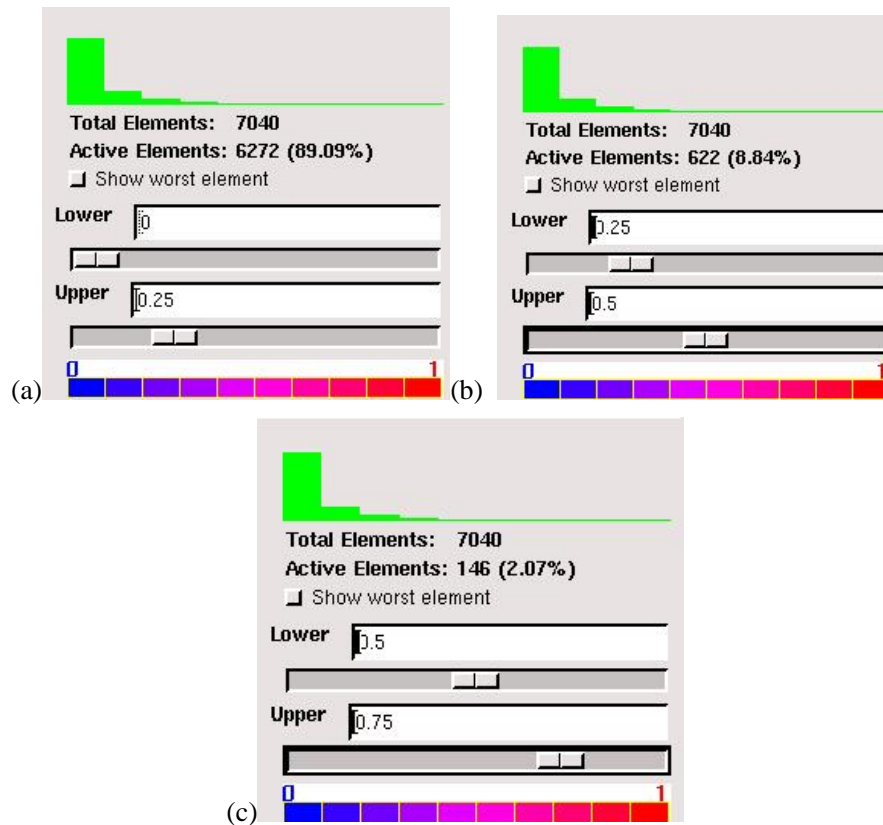 Total Elements: 7040
Active Elements: 6272 (89.09%)
Show worst element
Lower 0
Upper 0.25
0 1
(a)
Total Elements: 7040
Active Elements: 622 (8.84%)
Show worst element
Lower 0.25
Upper 0.5
0 1
(b)
Total Elements: 7040
Active Elements: 146 (2.07%)
Show worst element
Lower 0.5
Upper 0.75
0 1
(c)